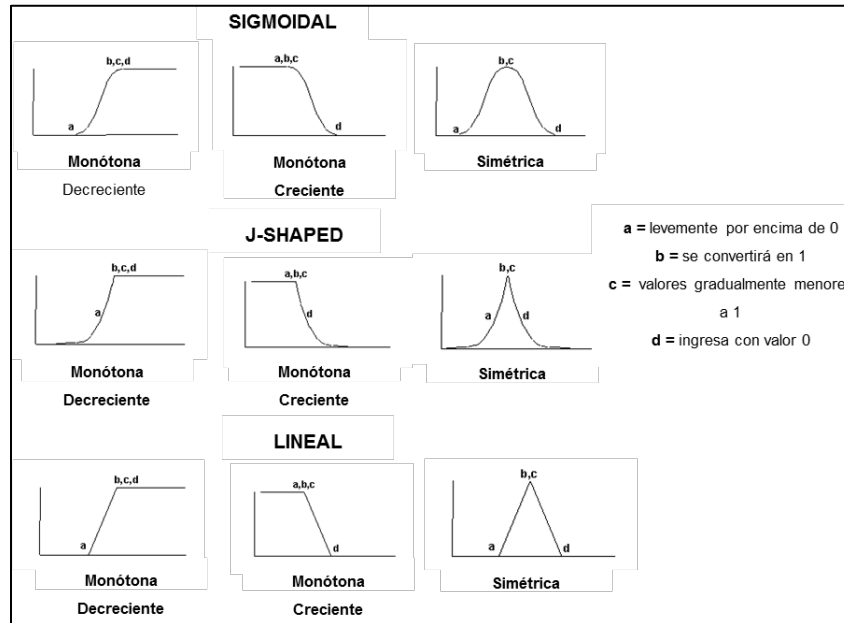 SIGMOIDAL
b,c,d
a
Monótona
Decreciente
a,b,c
d
Monótona
Creciente
b,c
a
d
Simétrica
J-SHAPED
b,c,d
a
Monótona
Decreciente
a,b,c
d
Monótona
Creciente
b,c
a
d
Simétrica
a = levemente por encima de 0
b = se convertirá en 1
c = valores gradualmente menore
a 1
d = ingresa con valor 0
LINEAL
b,c,d
a
Monótona
Decreciente
a,b,c
d
Monótona
Creciente
b,c
a
d
Simétrica